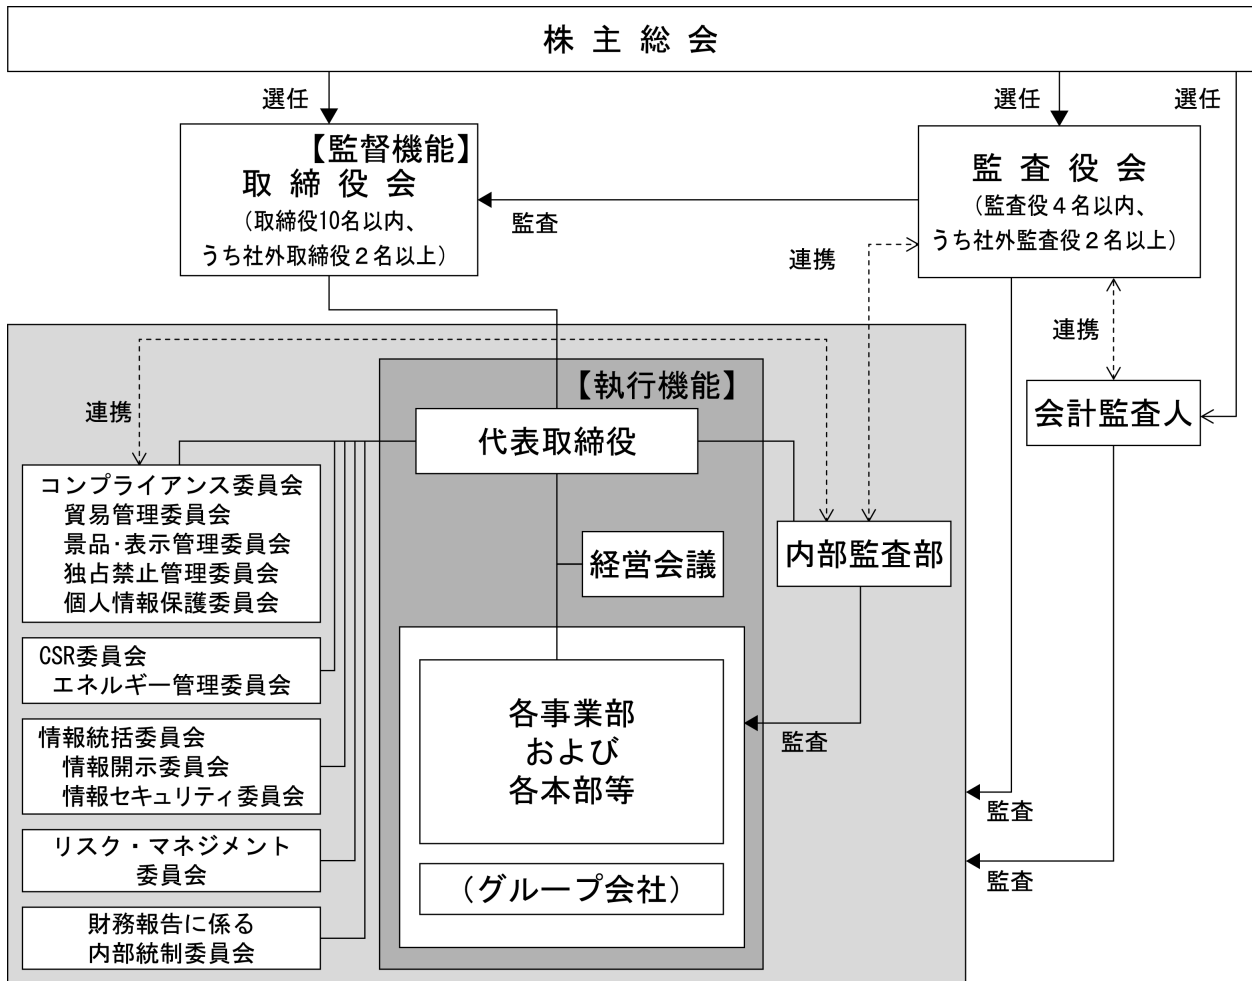 株主総会
選任
選任
選任
【監督機能】
取締役会
（取締役10名以内、
うち社外取締役２名以上）
監査
監査役会
（監査役４名以内、
うち社外監査役２名以上）
連携
連携
会計監査人
【執行機能】
代表取締役
連携
コンプライアンス委員会
貿易管理委員会
景品・表示管理委員会
独占禁止管理委員会
個人情報保護委員会
経営会議
内部監査部
CSR委員会
エネルギー管理委員会
各事業部
および
各本部等
監査
情報統括委員会
情報開示委員会
情報セキュリティ委員会
監査
リスク・マネジメント
委員会
（グループ会社）
監査
財務報告に係る
内部統制委員会